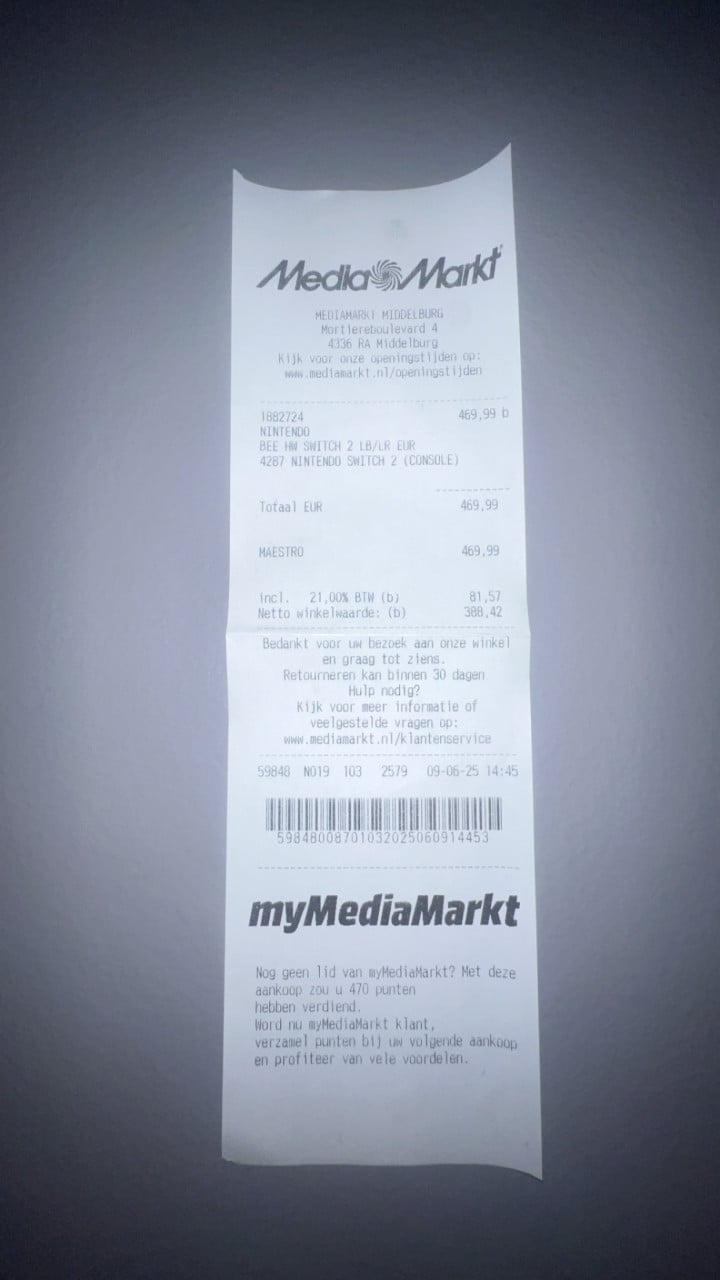 Media Markt
MEDIAMARKT MIDDELBURG
Mortiereboulevard 4
4336 RA Middelburg
Kijk voor onze openingstijden op:
www.mediamarkt.nl/openingstijden
1882724 469,99 b
NINTENDO
BEE HW SWITCH 2 LB/LR EUR
4287 NINTENDO SWITCH 2 (CONSOLE)
Totaal EUR 469,99
MAESTRO 469,99
incl. 21,00% BTW (b) 81,57
Netto winkelwaarde: (b) 388,42
Bedankt voor uw bezoek aan onze winkel
en graag tot ziens.
Retourneren kan binnen 30 dagen
Hulp nodig?
Kijk voor meer informatie of
veelgestelde vragen op:
www.mediamarkt.nl/klantenservice
59848 N019 103 2579 09-06-25 14:45
59848008701032025060914453
myMediaMarkt
Nog geen lid van myMediaMarkt? Met deze
aankoop zou u 470 punten
hebben verdiend.
Word nu myMediaMarkt klant,
verzamel punten bij uw volgende aankoop
en profiteer van vele voordelen.